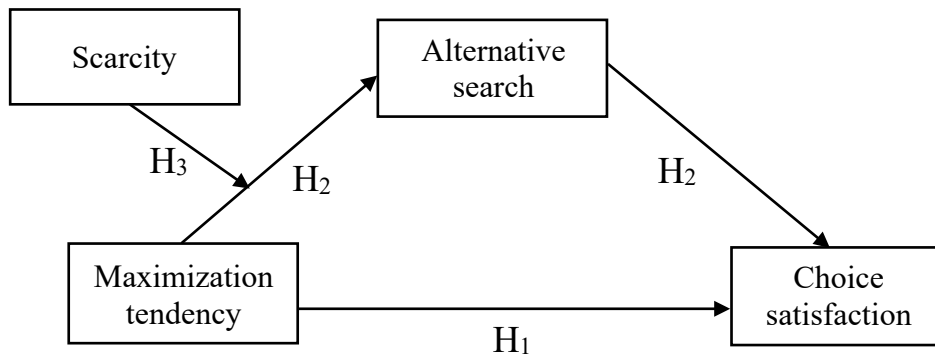 Scarcity
Alternative
search
H₃
H₂
H₂
Maximization
tendency
Choice
satisfaction
H₁